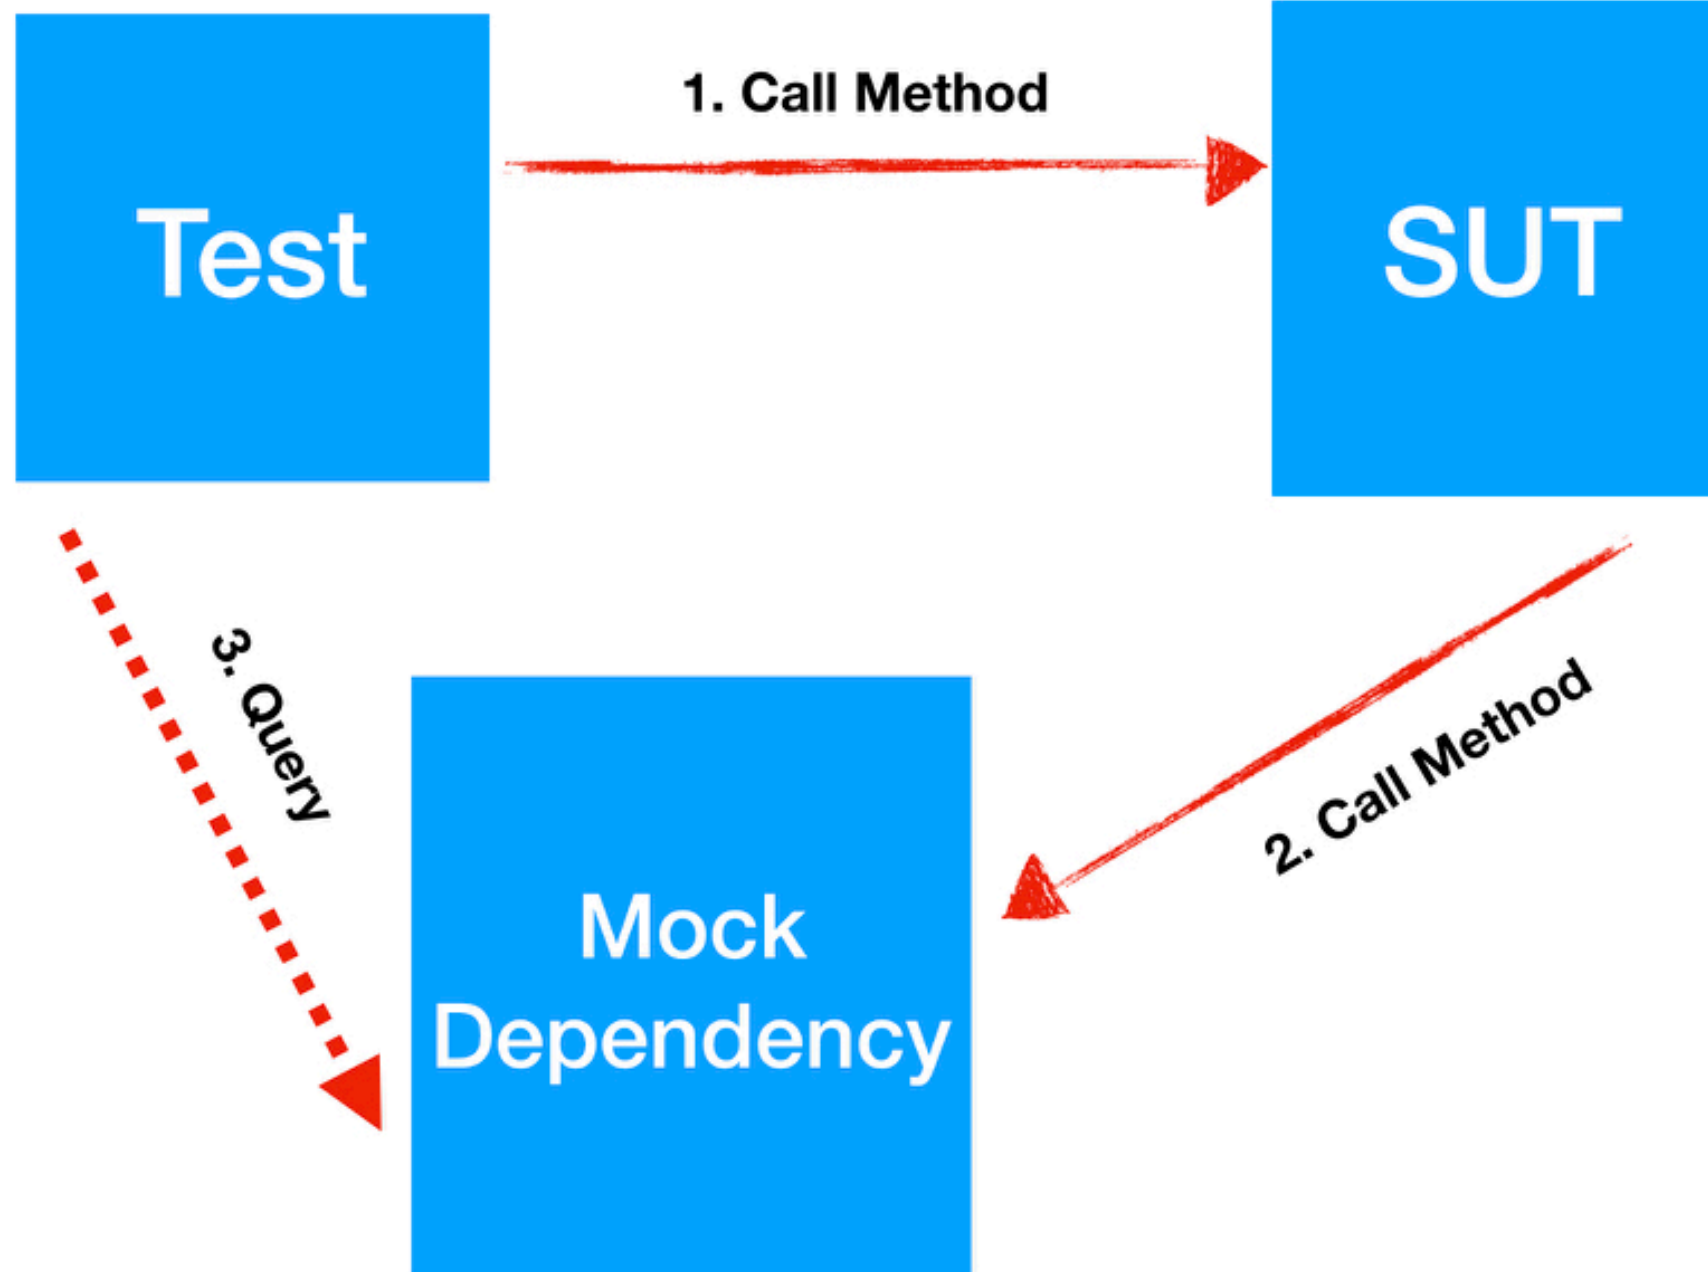 1. Call Method
Test
SUT
3. Query
2. Call Method
Mock
Dependency